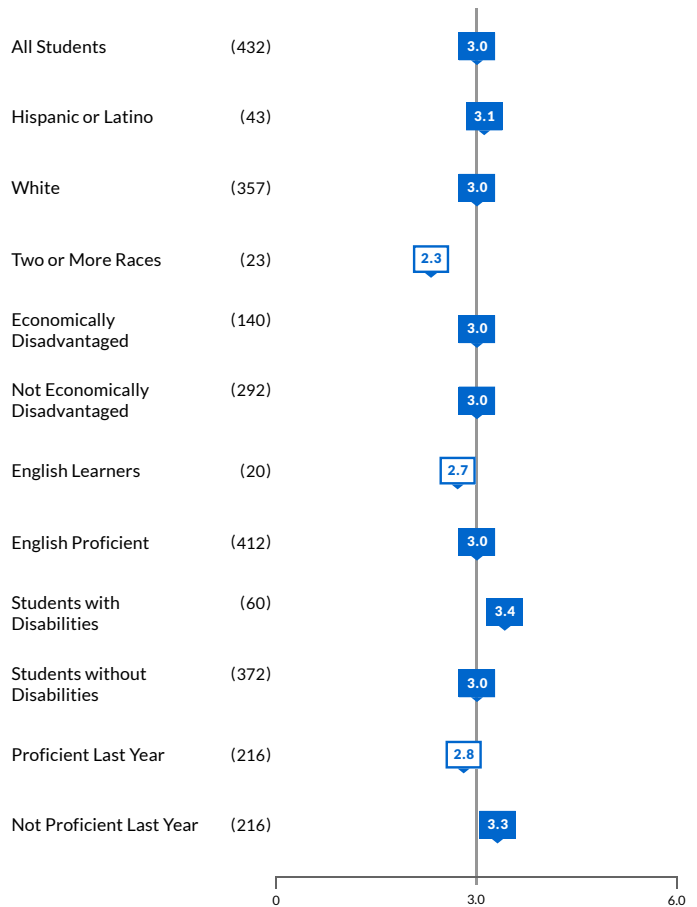 All Students (432) 3.0
Hispanic or Latino (43) 3.1
White (357) 3.0
Two or More Races (23) 2.3
Economically (140)
Disadvantaged 3.0
Not Economically (292)
Disadvantaged 3.0
English Learners (20) 2.7
English Proficient (412) 3.0
Students with (60)
Disabilities 3.4
Students without (372)
Disabilities 3.0
Proficient Last Year (216) 2.8
Not Proficient Last Year (216) 3.3
0 3.0 6.0